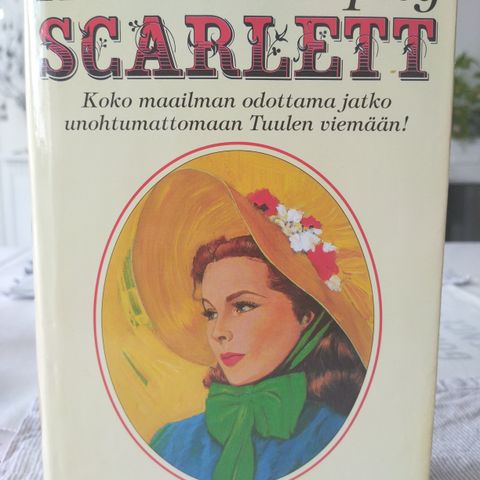 SCARLETT
Koko maailman odottama jatko
unohtumattomaan Tuulen viemään!